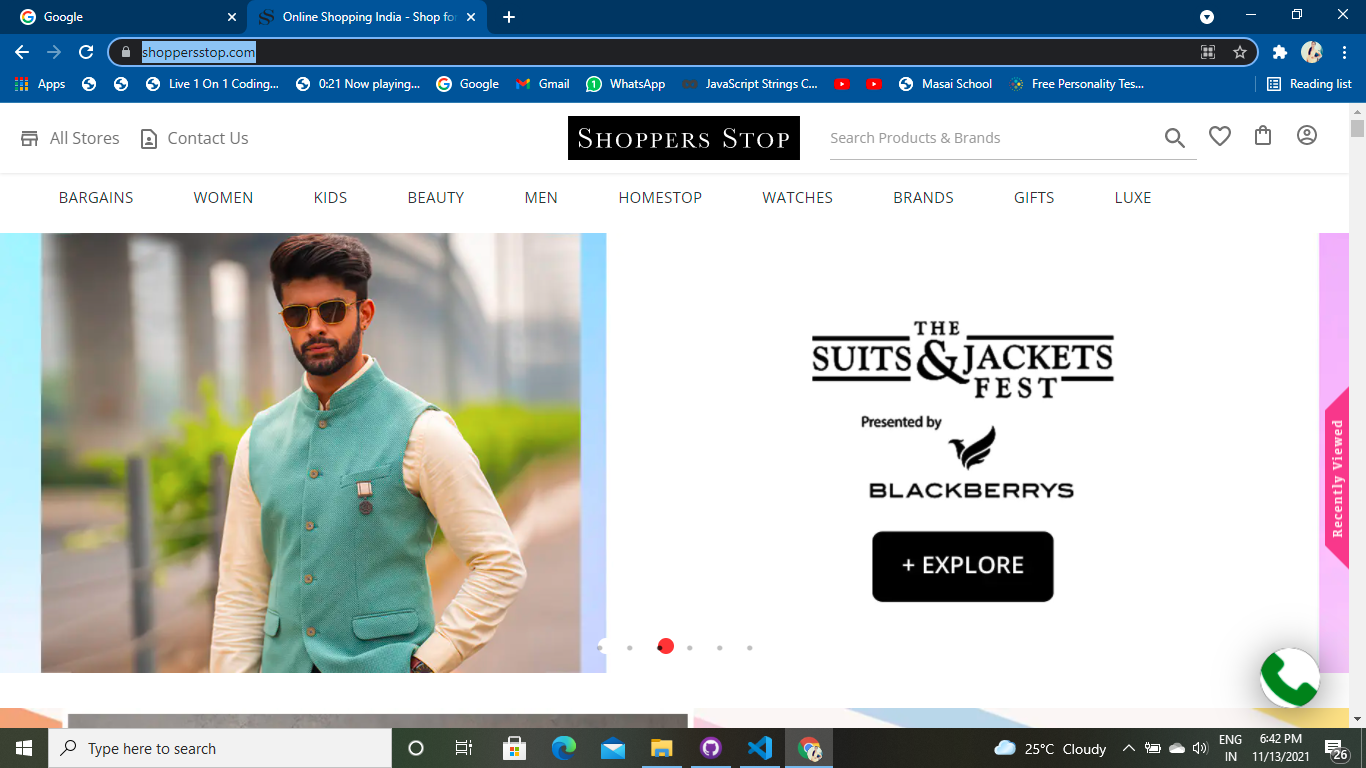 Google
Online Shopping India - Shop for
shoppersstop.com
Apps
Live 1 On 1 Coding...
0:21 Now playing...
Google
Gmail
WhatsApp
JavaScript Strings C...
Masai School
Free Personality Tes...
Reading list
All Stores
Contact Us
SHOPPERS STOP
Search Products & Brands
BARGAINS
WOMEN
KIDS
BEAUTY
MEN
HOMESTOP
WATCHES
BRANDS
GIFTS
LUXE
THE
SUITS & JACKETS
FEST
Presented by
BLACKBERRYS
+ EXPLORE
Recently Viewed
Type here to search
25°C Cloudy
ENG
IN
6:42 PM
11/13/2021
26